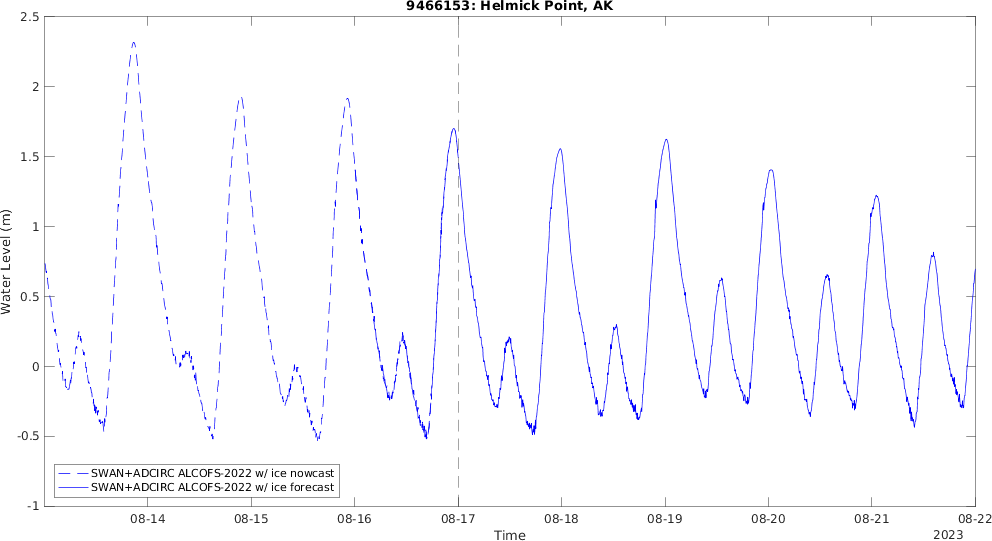 9466153: Helmick Point, AK
2.5
2
1.5
1
0.5
0
-0.5
-1
Water Level (m)
SWAN+ADCIRC ALCOFS-2022 w/ ice nowcast
SWAN+ADCIRC ALCOFS-2022 w/ ice forecast
08-14 08-15 08-16 08-17 08-18 08-19 08-20 08-21 08-22
Time
2023